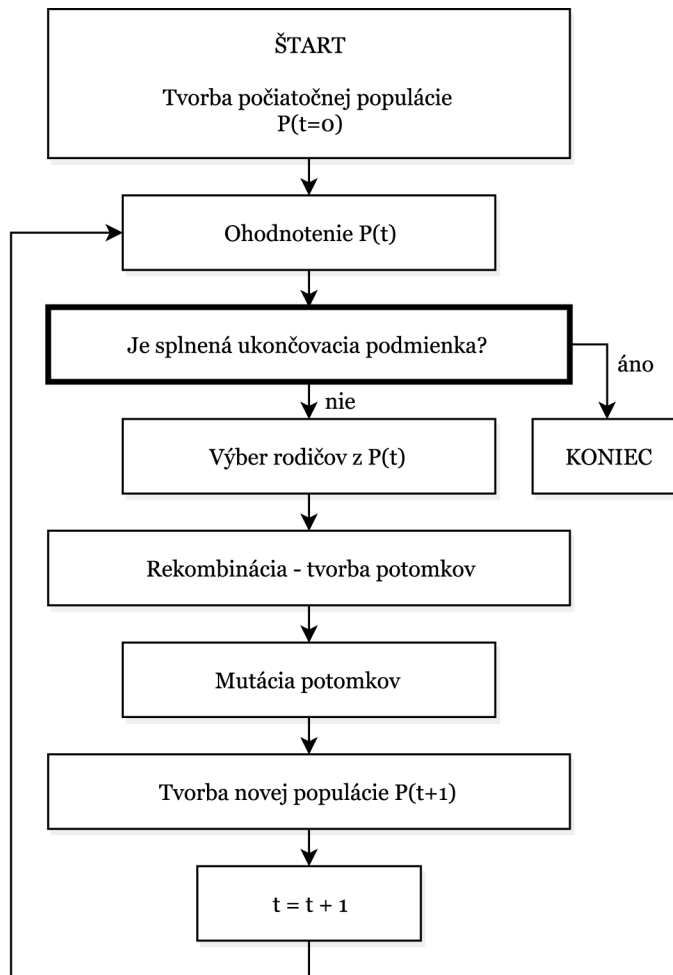 ŠTART
Tvorba počiatočnej populácie
P(t=0)
Ohodnotenie P(t)
Je splnená ukončovacia podmienka?
áno
nie
Výber rodičov z P(t)
KONIEC
Rekombinácia - tvorba potomkov
Mutácia potomkov
Tvorba novej populácie P(t+1)
t = t + 1